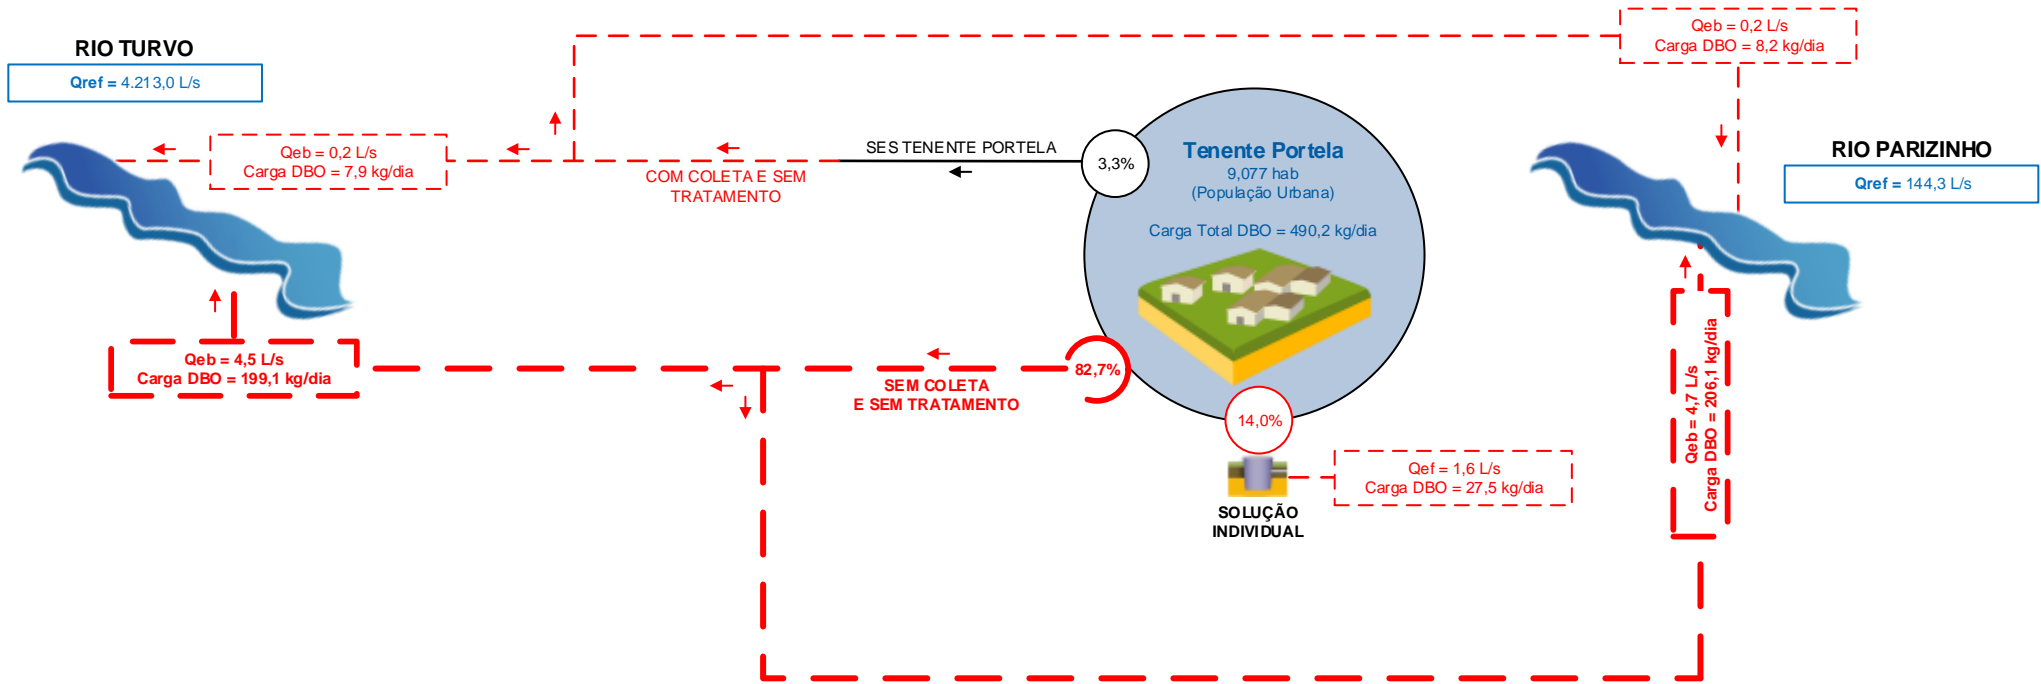 RIO TURVO
Qref = 4.213,0 L/s
Qeb = 0,2 L/s
Carga DBO = 7,9 kg/dia
COM COLETA E SEM
TRATAMENTO
SES TENENTE PORTELA
3,3%
Tenente Portela
9,077 hab
(População Urbana)
Carga Total DBO = 490,2 kg/dia
Qeb = 0,2 L/s
Carga DBO = 8,2 kg/dia
RIO PARIZINHO
Qref = 144,3 L/s
Qeb = 4,5 L/s
Carga DBO = 199,1 kg/dia
SEM COLETA
E SEM TRATAMENTO
82,7%
14,0%
SOLUÇÃO
INDIVIDUAL
Qef = 1,6 L/s
Carga DBO = 27,5 kg/dia
Qeb = 4,7 L/s
Carga DBO = 206,1 kg/dia